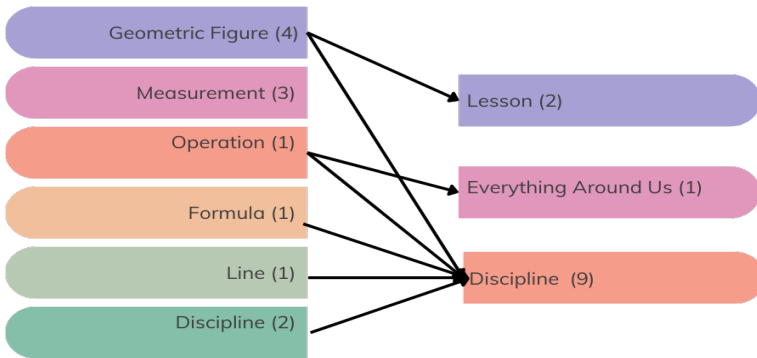 Geometric Figure (4)
Measurement (3)
Operation (1)
Formula (1)
Line (1)
Discipline (2)
Lesson (2)
Everything Around Us (1)
Discipline (9)